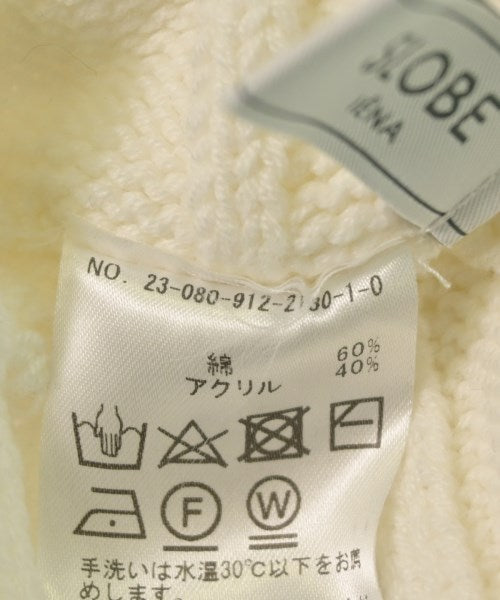 SLOBE
IÉNA
NO. 23-080-912-2130-1-0
綿 60%
アクリル 40%
F W
手洗いは水温30℃以下をお薦
めします。